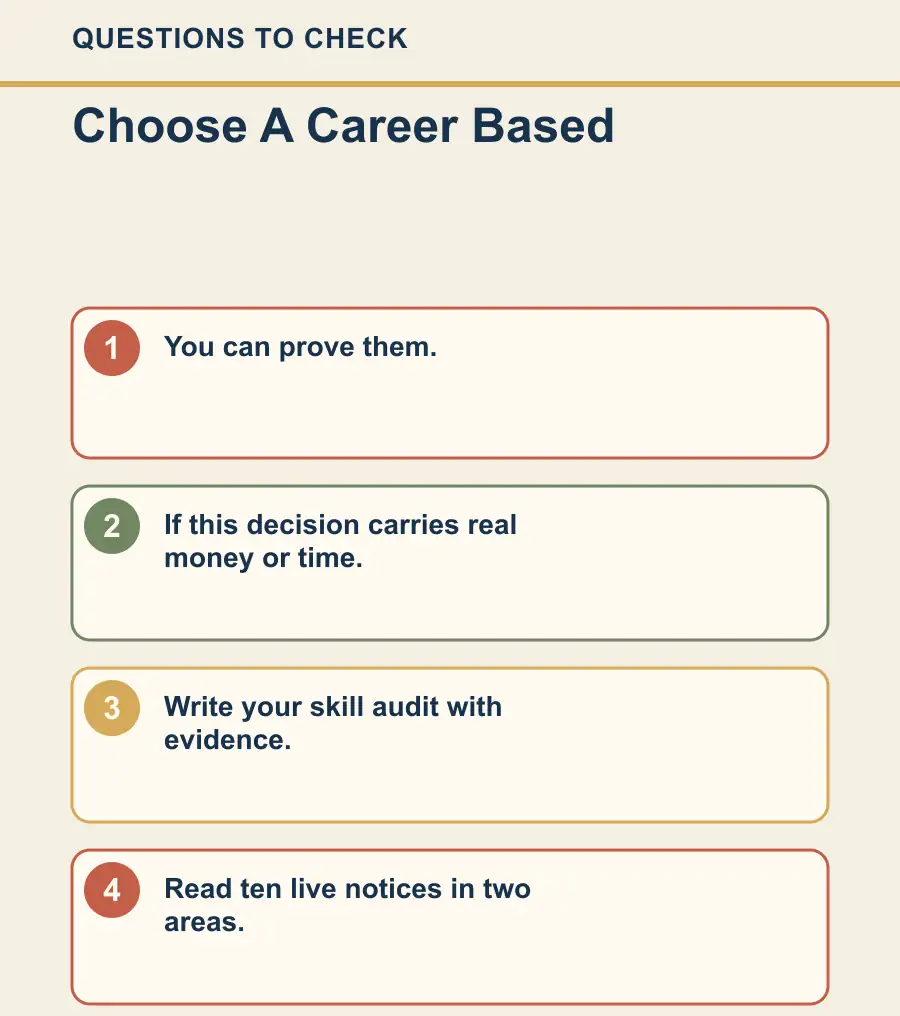 QUESTIONS TO CHECK
Choose A Career Based
1
You can prove them.
2
If this decision carries real
money or time.
3
Write your skill audit with
evidence.
4
Read ten live notices in two
areas.